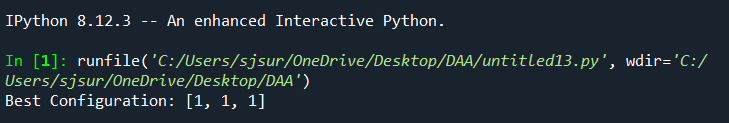 IPython 8.12.3 -- An enhanced Interactive Python.
In [1]: runfile('C:/Users/sjsur/OneDrive/Desktop/DAA/untitled13.py', wdir='C:/
Users/sjsur/OneDrive/Desktop/DAA')
Best Configuration: [1, 1, 1]